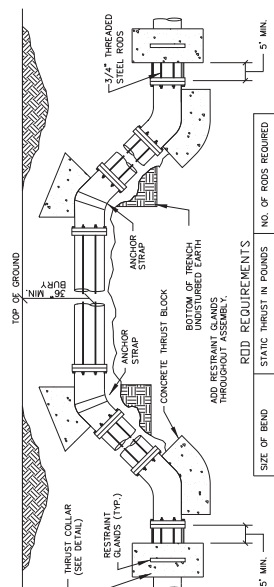 TOP OF GROUND
36" MIN.
BURY
3/4" THREADED
STEEL RODS
5' MIN.
THRUST COLLAR
(SEE DETAIL)
ANCHOR
STRAP
ANCHOR
STRAP
RESTRAINT
GLANDS (TYP.)
CONCRETE THRUST BLOCK
BOTTOM OF TRENCH
UNDISTURBED EARTH
ADD RESTRAINT GLANDS
THROUGHOUT ASSEMBLY.
5' MIN.
ROD REQUIREMENTS
SIZE OF BEND
STATIC THRUST IN POUNDS
NO. OF RODS REQUIRED